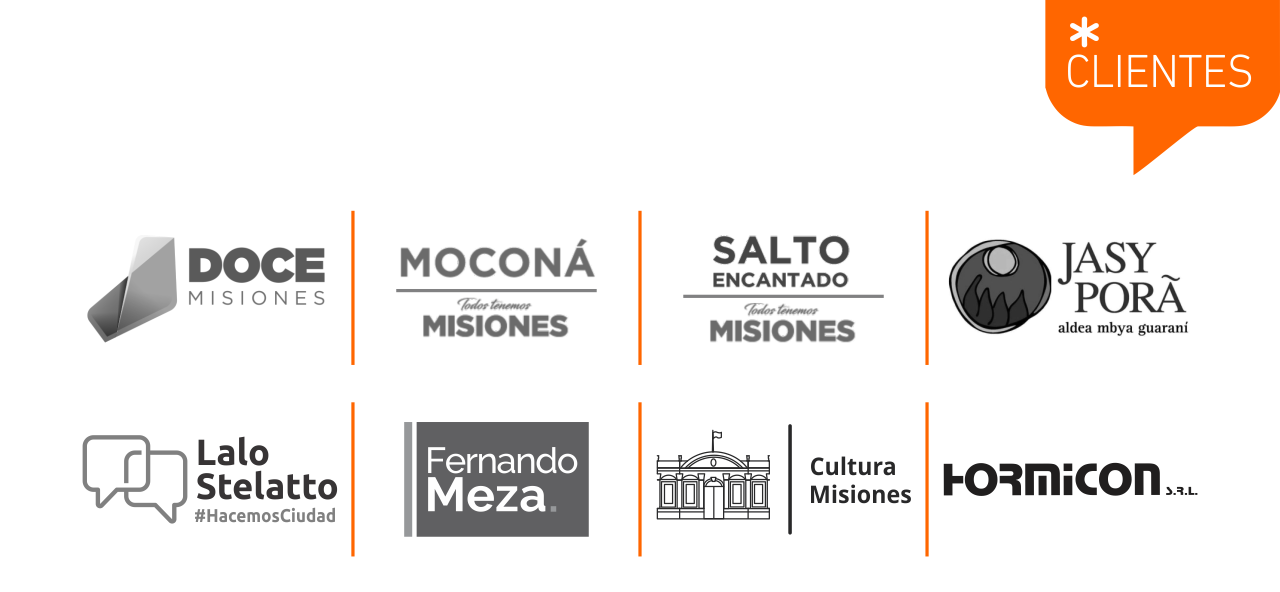 *
CLIENTES
DOCE
MISIONES
MOCONÁ
Todos tenemos
MISIONES
SALTO
ENCANTADO
Todos tenemos
MISIONES
JASY
PORÃ
aldea mbya guaraní
Lalo
Stelatto
#HacemosCiudad
Fernando
Meza.
Cultura
Misiones
HORMICON S.R.L.